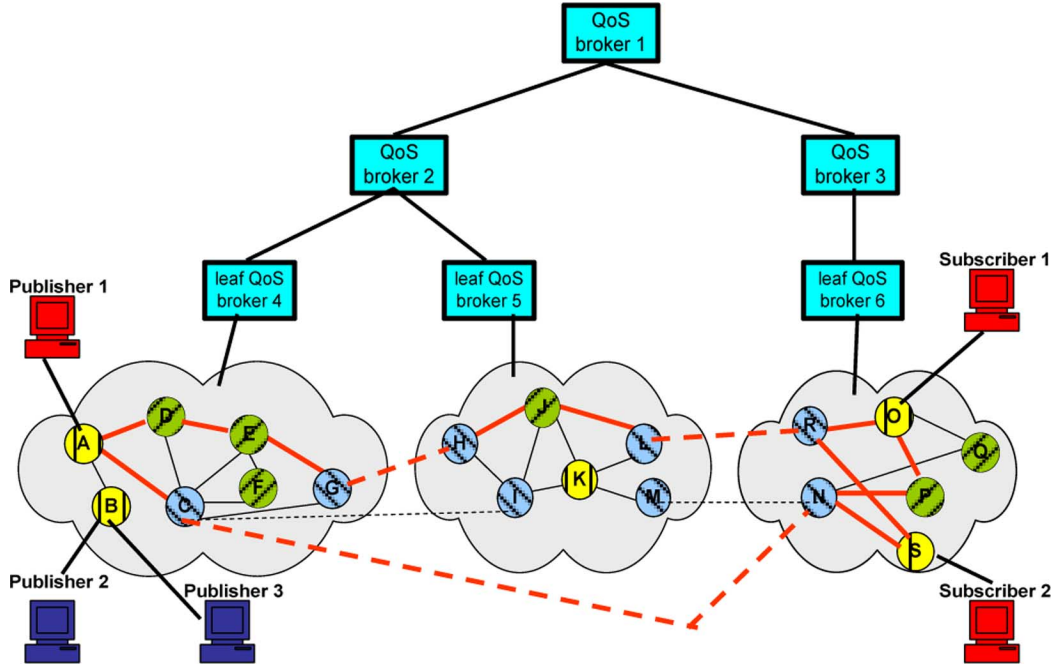 QoS
broker 1
QoS
broker 2
QoS
broker 3
leaf QoS
broker 4
leaf QoS
broker 5
leaf QoS
broker 6
Publisher 1
Subscriber 1
D
J
R
O
A
E
H
L
Q
G
F
K
B
C
I
M
N
P
S
Publisher 2
Publisher 3
Subscriber 2